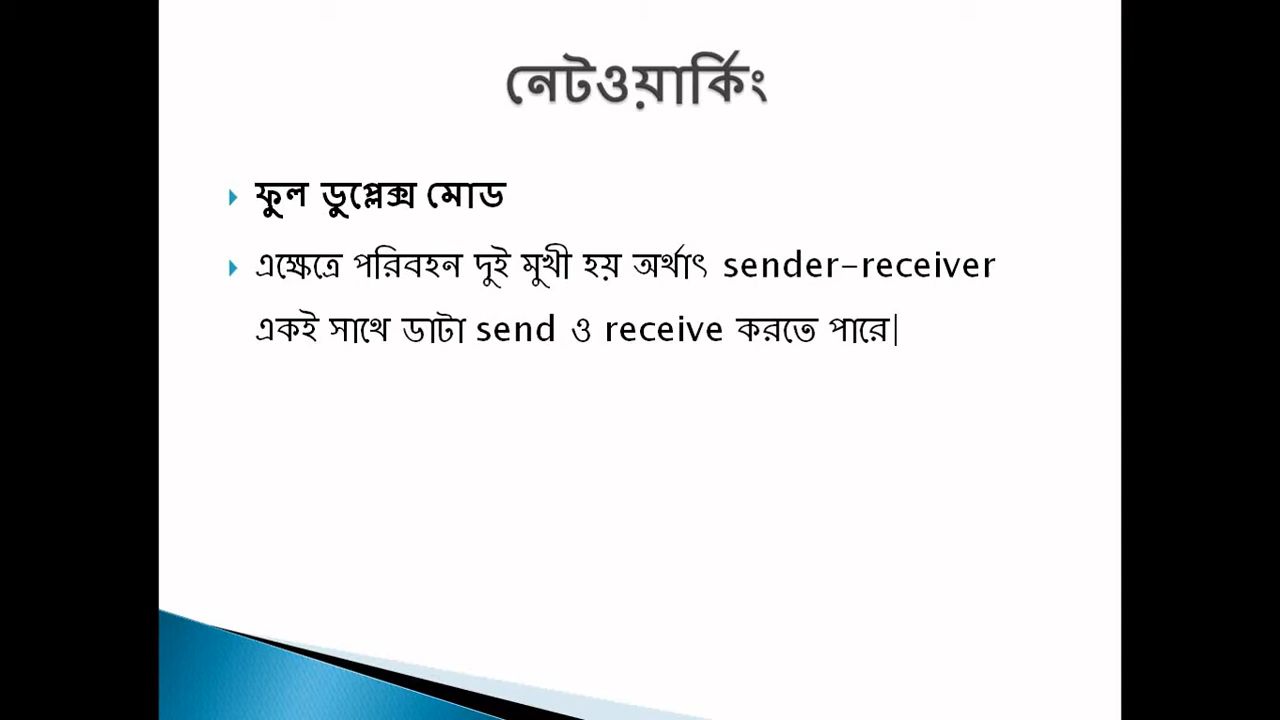 নেটওয়ার্কিং
ফুল ডুপ্লেক্স মোড
এক্ষেত্রে পরিবহন দুই মুখী হয় অর্থাৎ sender-receiver
একই সাথে ডাটা send ও receive করতে পারে|